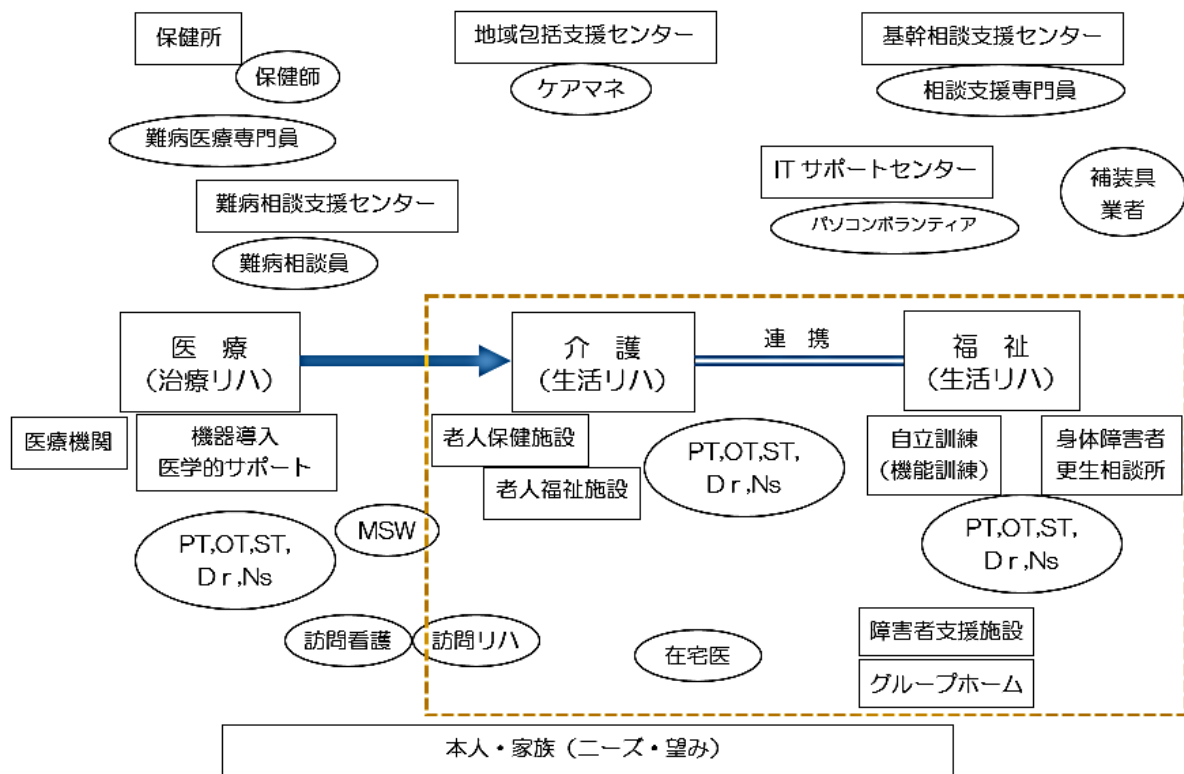 保健所
保健師
難病医療専門員
難病相談支援センター
難病相談員
地域包括支援センター
ケアマネ
基幹相談支援センター
相談支援専門員
ITサポートセンター
パソコンボランティア
補装具
業者
医 療
(治療リハ)
介 護
(生活リハ)
連 携
福 祉
(生活リハ)
医療機関
機器導入
医学的サポート
老人保健施設
老人福祉施設
PT,OT,ST,
Dr,Ns
自立訓練
(機能訓練)
身体障害者
更生相談所
PT,OT,ST,
Dr,Ns
MSW
PT,OT,ST,
Dr,Ns
訪問看護
訪問リハ
在宅医
障害者支援施設
グループホーム
本人・家族(ニーズ・望み)